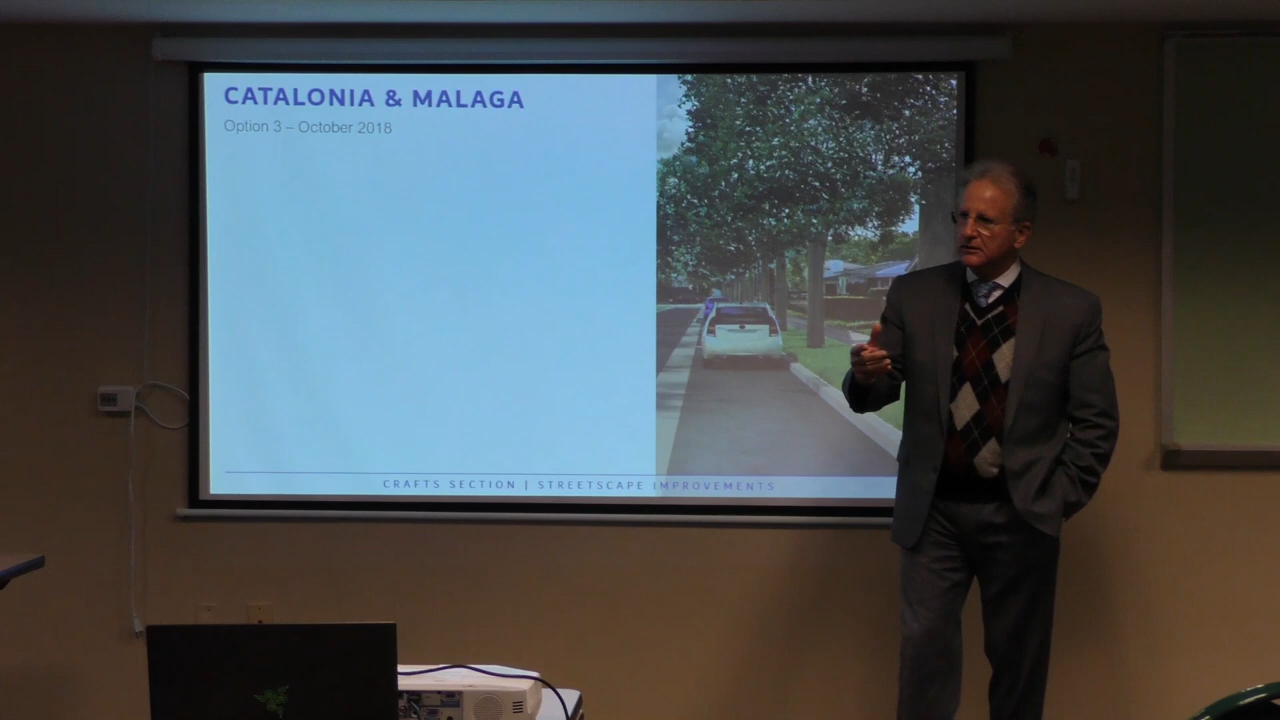 CATALONIA & MALAGA
Option 3 – October 2018
CRAFTS SECTION | STREETSCAPE IMPROVEMENTS